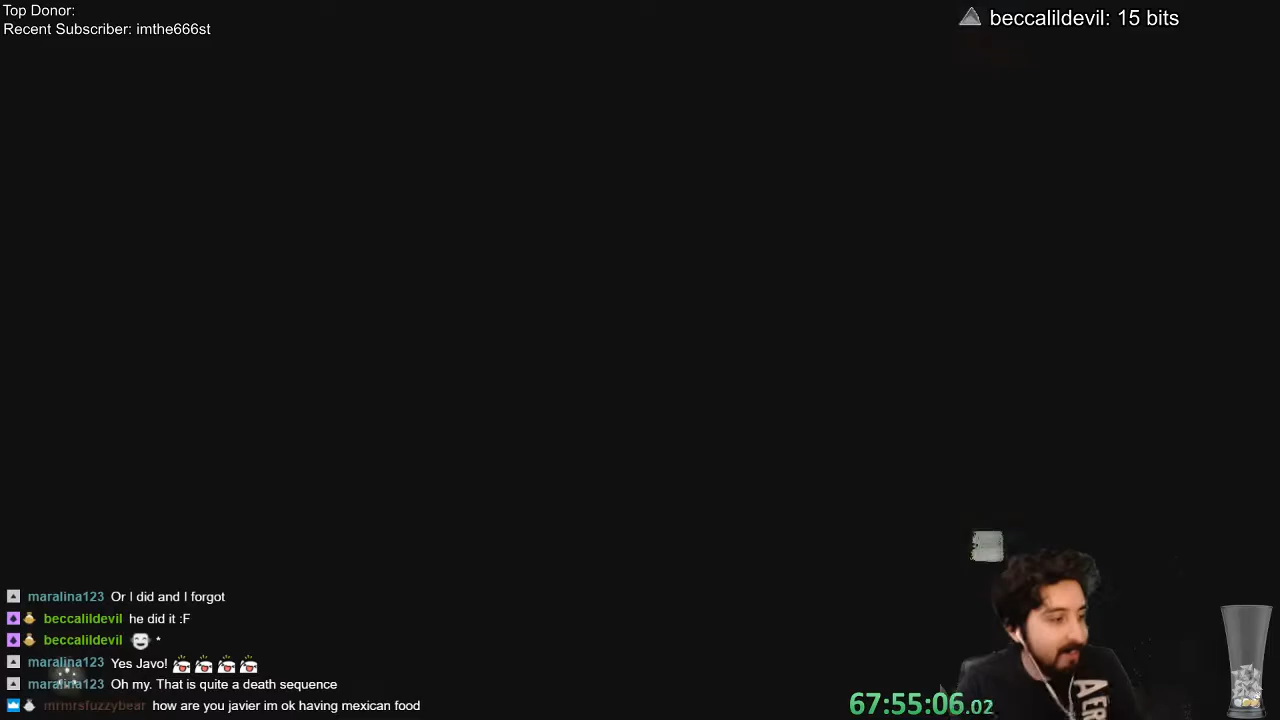 Top Donor:
Recent Subscriber: imthe666st
beccalildevil: 15 bits
maralina123 Or I did and I forgot
beccalildevil he did it :F
beccalildevil *
maralina123 Yes Javo!
maralina123 Oh my. That is quite a death sequence
mrmrsfuzzybear how are you javier im ok having mexican food
AER
67:55:06.02